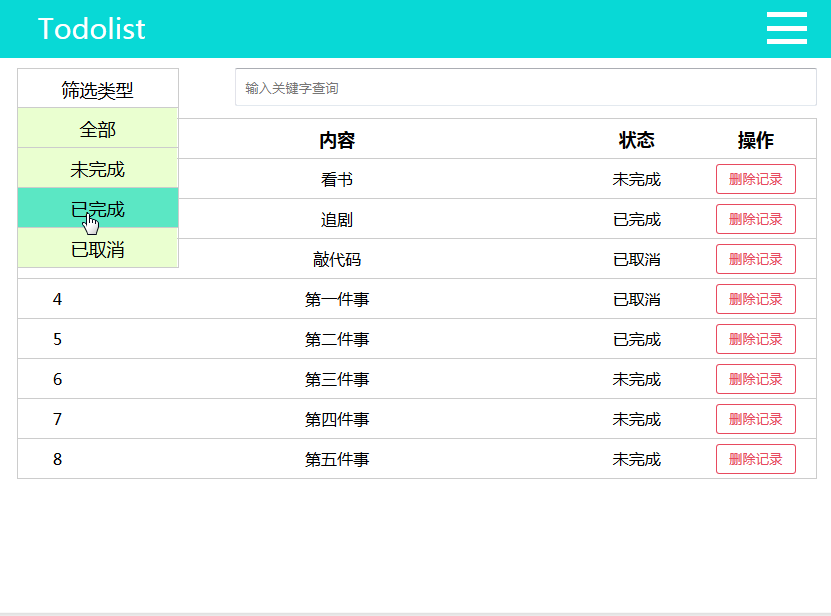 Todolist
筛选类型
输入关键字查询
全部
内容 状态 操作
未完成
看书 未完成 删除记录
已完成
追剧 已完成 删除记录
已取消
敲代码 已取消 删除记录
4 第一件事 已取消 删除记录
5 第二件事 已完成 删除记录
6 第三件事 未完成 删除记录
7 第四件事 未完成 删除记录
8 第五件事 未完成 删除记录